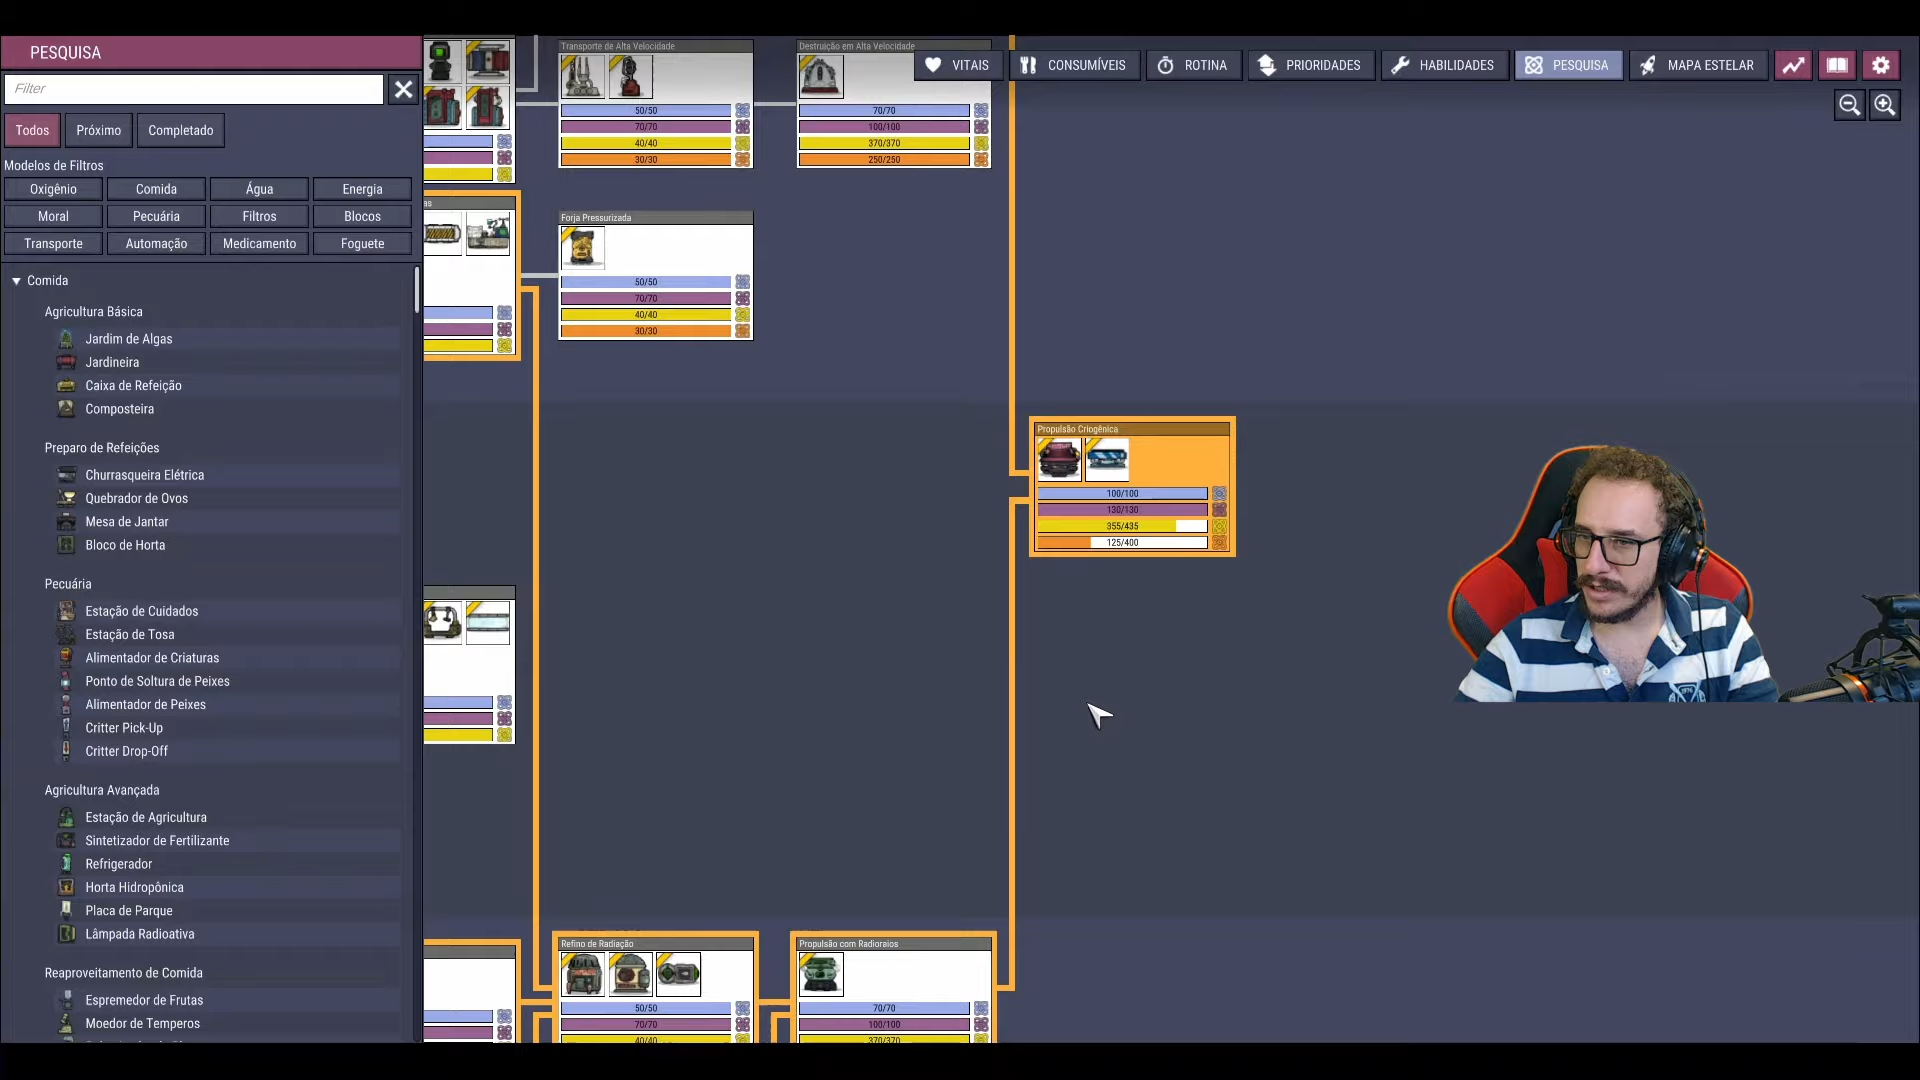 PESQUISA
Filter
Todos
Próximo
Completado
Modelos de Filtros
Oxigênio
Comida
Água
Energia
Moral
Pecuária
Filtros
Blocos
Transporte
Automação
Medicamento
Foguete
Comida
Agricultura Básica
Jardim de Algas
Jardineira
Caixa de Refeição
Composteira
Preparo de Refeições
Churrasqueira Elétrica
Quebrador de Ovos
Mesa de Jantar
Bloco de Horta
Pecuária
Estação de Cuidados
Estação de Tosa
Alimentador de Criaturas
Ponto de Soltura de Peixes
Alimentador de Peixes
Critter Pick-Up
Critter Drop-Off
Agricultura Avançada
Estação de Agricultura
Sintetizador de Fertilizante
Refrigerador
Horta Hidropônica
Placa de Parque
Lâmpada Radioativa
Reaproveitamento de Comida
Espremedor de Frutas
Moedor de Temperos
VITAIS
CONSUMÍVEIS
ROTINA
PRIORIDADES
HABILIDADES
PESQUISA
MAPA ESTELAR
Transporte de Alta Velocidade
50/50
70/70
40/40
30/30
Destruição em Alta Velocidade
70/70
100/100
370/370
250/250
as
Forja Pressurizada
50/50
70/70
40/40
30/30
Propulsão Criogênica
100/100
130/130
355/435
125/400
Refino de Radiação
50/50
70/70
40/40
Propulsão com Radioraios
70/70
100/100
370/370